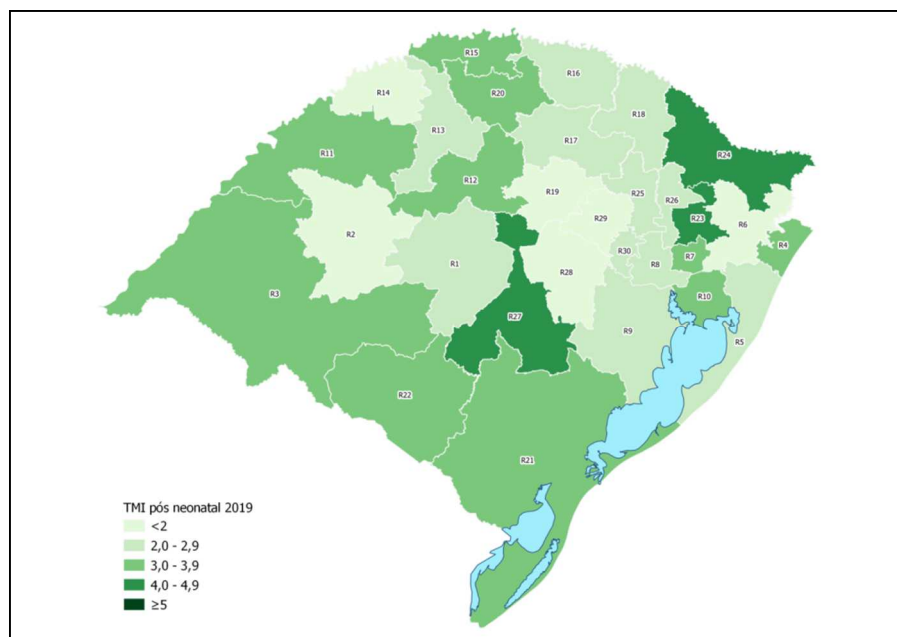 R15
R16
R14
R20
R18
R13
R17
R11
R24
R12
R19
R25
R26
R29
R23
R6
R2
R4
R30
R7
R1
R8
R28
R3
R10
R27
R9
R5
R22
R21
TMI pós neonatal 2019
<2
2,0 - 2,9
3,0 - 3,9
4,0 - 4,9
≥5